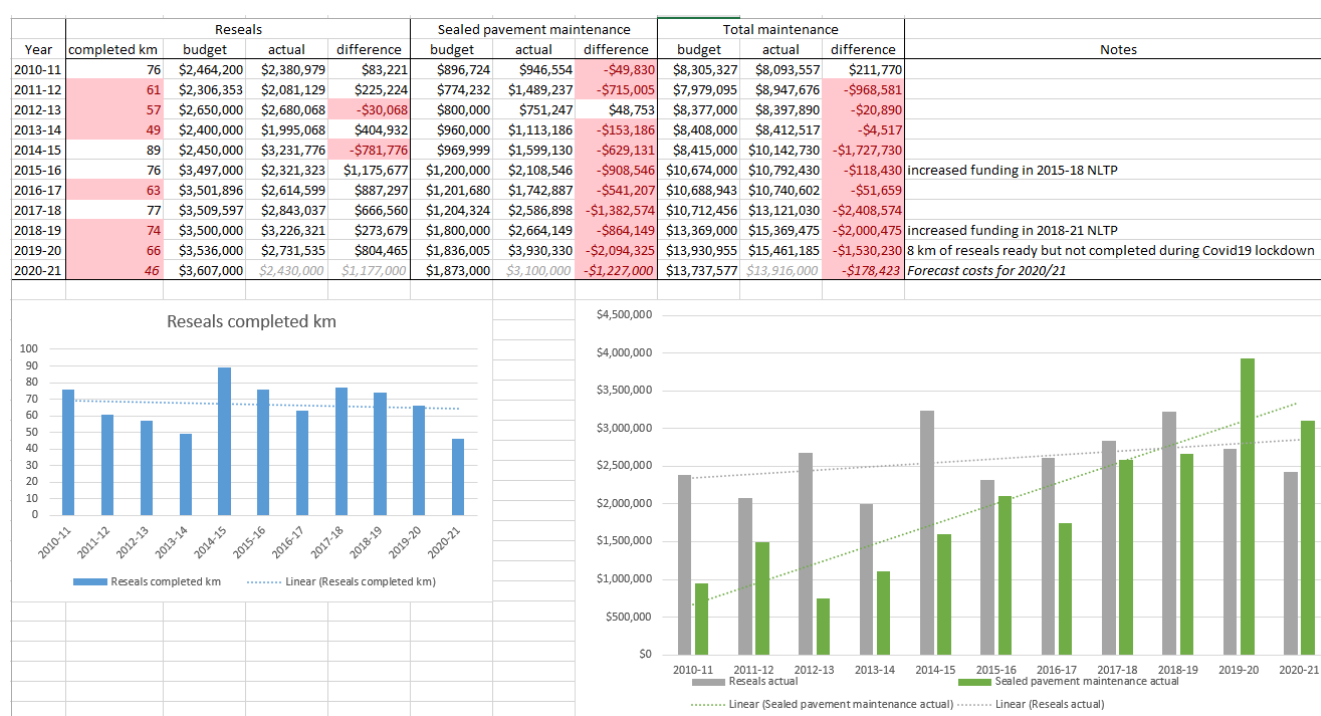 Reseals Sealed pavement maintenance Total maintenance
Year completed km budget actual difference budget actual difference budget actual difference Notes
2010-11 76 $2,464,200 $2,380,979 $83,221 $896,724 $946,554 -$49,830 $8,305,327 $8,093,557 $211,770
2011-12 61 $2,306,353 $2,081,129 $225,224 $774,232 $1,489,237 -$715,005 $7,979,095 $8,947,676 -$968,581
2012-13 57 $2,650,000 $2,680,068 -$30,068 $800,000 $751,247 $48,753 $8,377,000 $8,397,890 -$20,890
2013-14 49 $2,400,000 $1,995,068 $404,932 $960,000 $1,113,186 -$153,186 $8,408,000 $8,412,517 -$4,517
2014-15 89 $2,450,000 $3,231,776 -$781,776 $969,999 $1,599,130 -$629,131 $8,415,000 $10,142,730 -$1,727,730
2015-16 76 $3,497,000 $2,321,323 $1,175,677 $1,200,000 $2,108,546 -$908,546 $10,674,000 $10,792,430 -$118,430 increased funding in 2015-18 NLTP
2016-17 63 $3,501,896 $2,614,599 $887,297 $1,201,680 $1,742,887 -$541,207 $10,688,943 $10,740,602 -$51,659
2017-18 77 $3,509,597 $2,843,037 $666,560 $1,204,324 $2,586,898 -$1,382,574 $10,712,456 $13,121,030 -$2,408,574
2018-19 74 $3,500,000 $3,226,321 $273,679 $1,800,000 $2,664,149 -$864,149 $13,369,000 $15,369,475 -$2,000,475 increased funding in 2018-21 NLTP
2019-20 66 $3,536,000 $2,731,535 $804,465 $1,836,005 $3,930,330 -$2,094,325 $13,930,955 $15,461,185 -$1,530,230 8 km of reseals ready but not completed during Covid19 lockdown
2020-21 46 $3,607,000 $2,430,000 $1,177,000 $1,873,000 $3,100,000 -$1,227,000 $13,737,577 $13,916,000 -$178,423 Forecast costs for 2020/21
Reseals completed km
100
90
80
70
60
50
40
30
20
10
0
2010-11 2011-12 2012-13 2013-14 2014-15 2015-16 2016-17 2017-18 2018-19 2019-20 2020-21
Reseals completed km Linear (Reseals completed km)
$4,500,000
$4,000,000
$3,500,000
$3,000,000
$2,500,000
$2,000,000
$1,500,000
$1,000,000
$500,000
$0
2010-11 2011-12 2012-13 2013-14 2014-15 2015-16 2016-17 2017-18 2018-19 2019-20 2020-21
Reseals actual Sealed pavement maintenance actual
Linear (Sealed pavement maintenance actual) Linear (Reseals actual)